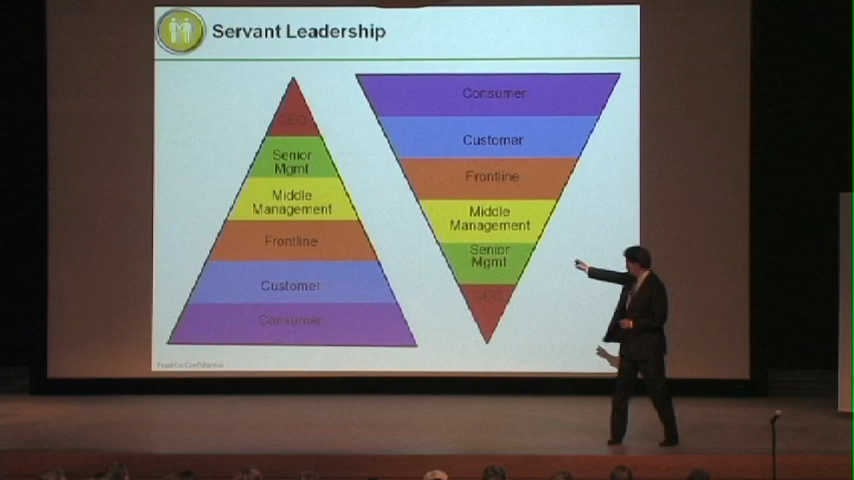 Servant Leadership
CEO
Senior
Mgmt
Middle
Management
Frontline
Customer
Consumer
Consumer
Customer
Frontline
Middle
Management
Senior
Mgmt
CEO